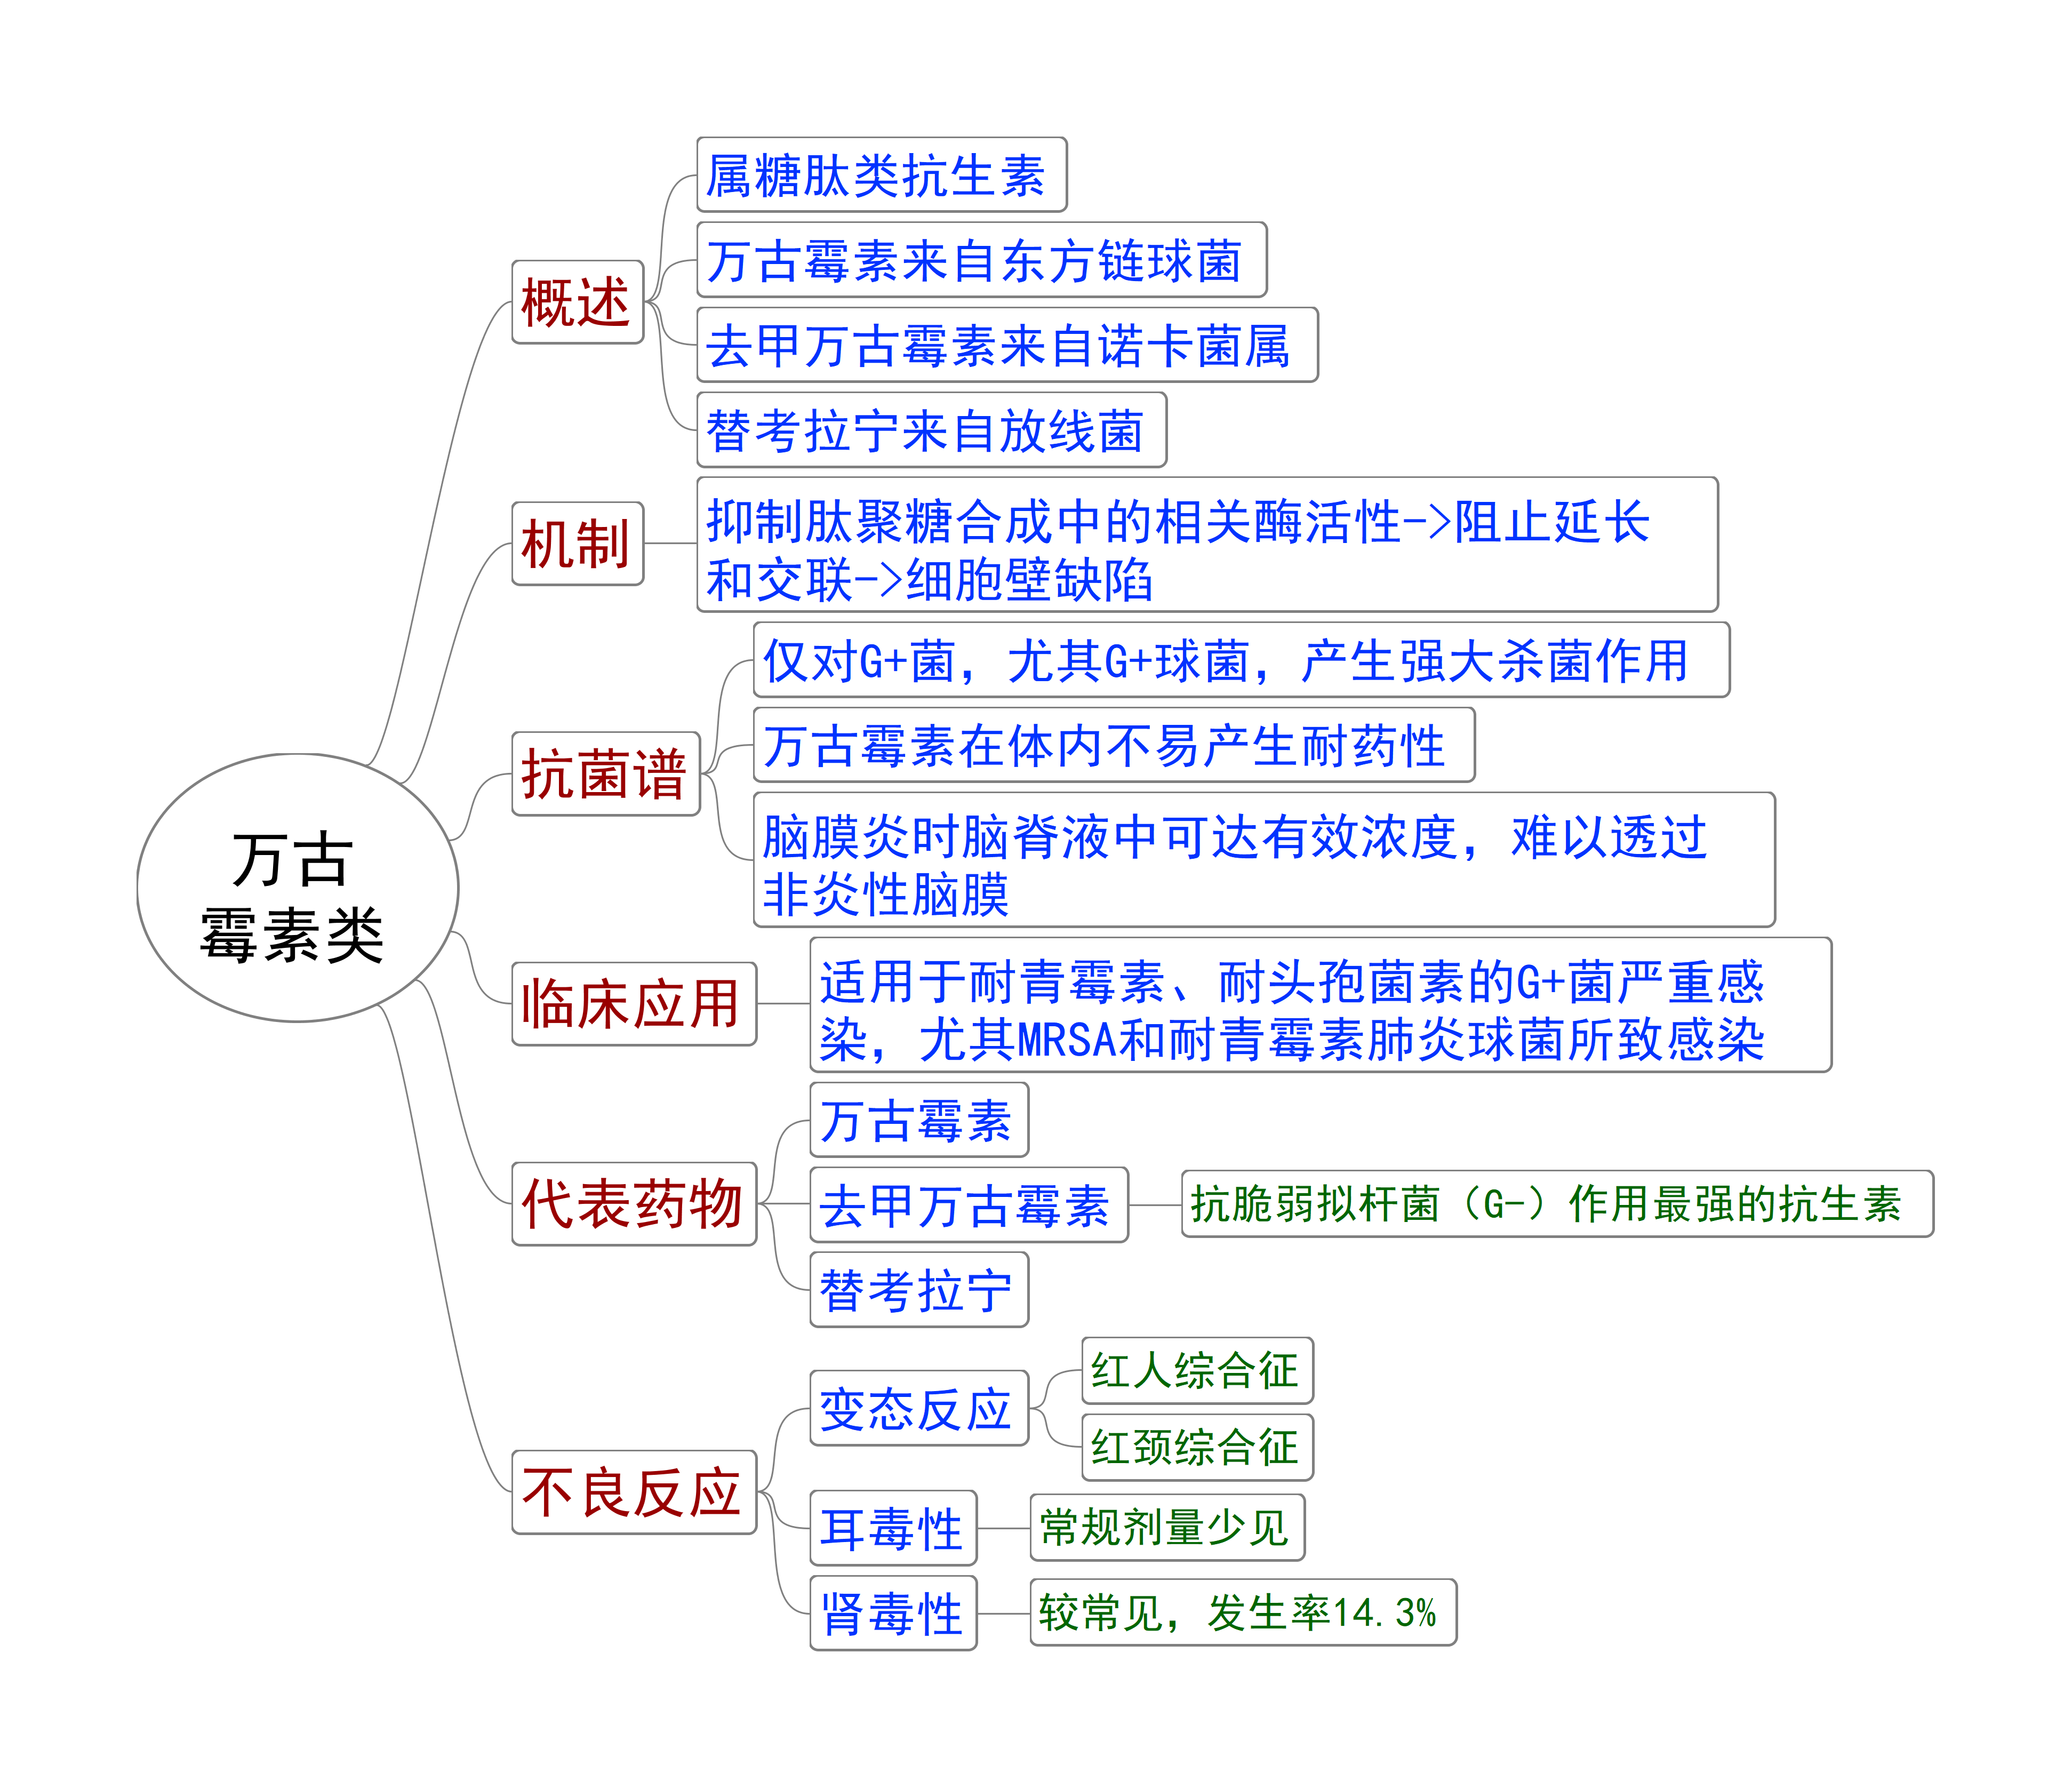 万古
霉素类
概述
属糖肽类抗生素
万古霉素来自东方链球菌
去甲万古霉素来自诺卡菌属
替考拉宁来自放线菌
机制
抑制肽聚糖合成中的相关酶活性->阻止延长
和交联->细胞壁缺陷
抗菌谱
仅对G+菌，尤其G+球菌，产生强大杀菌作用
万古霉素在体内不易产生耐药性
脑膜炎时脑脊液中可达有效浓度，难以透过
非炎性脑膜
临床应用
适用于耐青霉素、耐头孢菌素的G+菌严重感
染，尤其MRSA和耐青霉素肺炎球菌所致感染
代表药物
万古霉素
去甲万古霉素
抗脆弱拟杆菌（G-）作用最强的抗生素
替考拉宁
不良反应
变态反应
红人综合征
红颈综合征
耳毒性
常规剂量少见
肾毒性
较常见，发生率14.3%